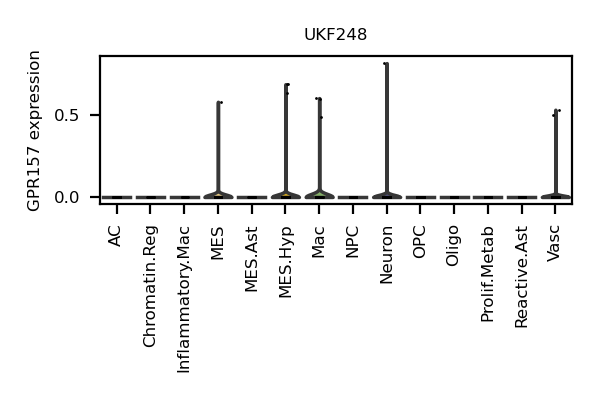 UKF248
GPR157 expression
0.5
0.0
AC
Chromatin.Reg
Inflammatory.Mac
MES
MES.Ast
MES.Hyp
Mac
NPC
Neuron
OPC
Oligo
Prolif.Metab
Reactive.Ast
Vasc